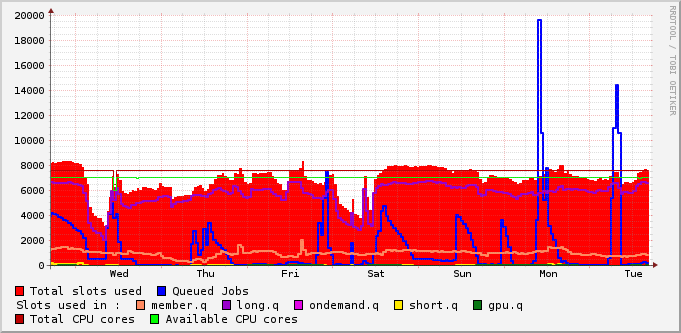 20000
18000
16000
14000
12000
10000
8000
6000
4000
2000
0
Wed Thu Fri Sat Sun Mon Tue
RRDTOOL / TOBI OETIKER
Total slots used Queued Jobs
Slots used in : member.q long.q ondemand.q short.q gpu.q
Total CPU cores Available CPU cores